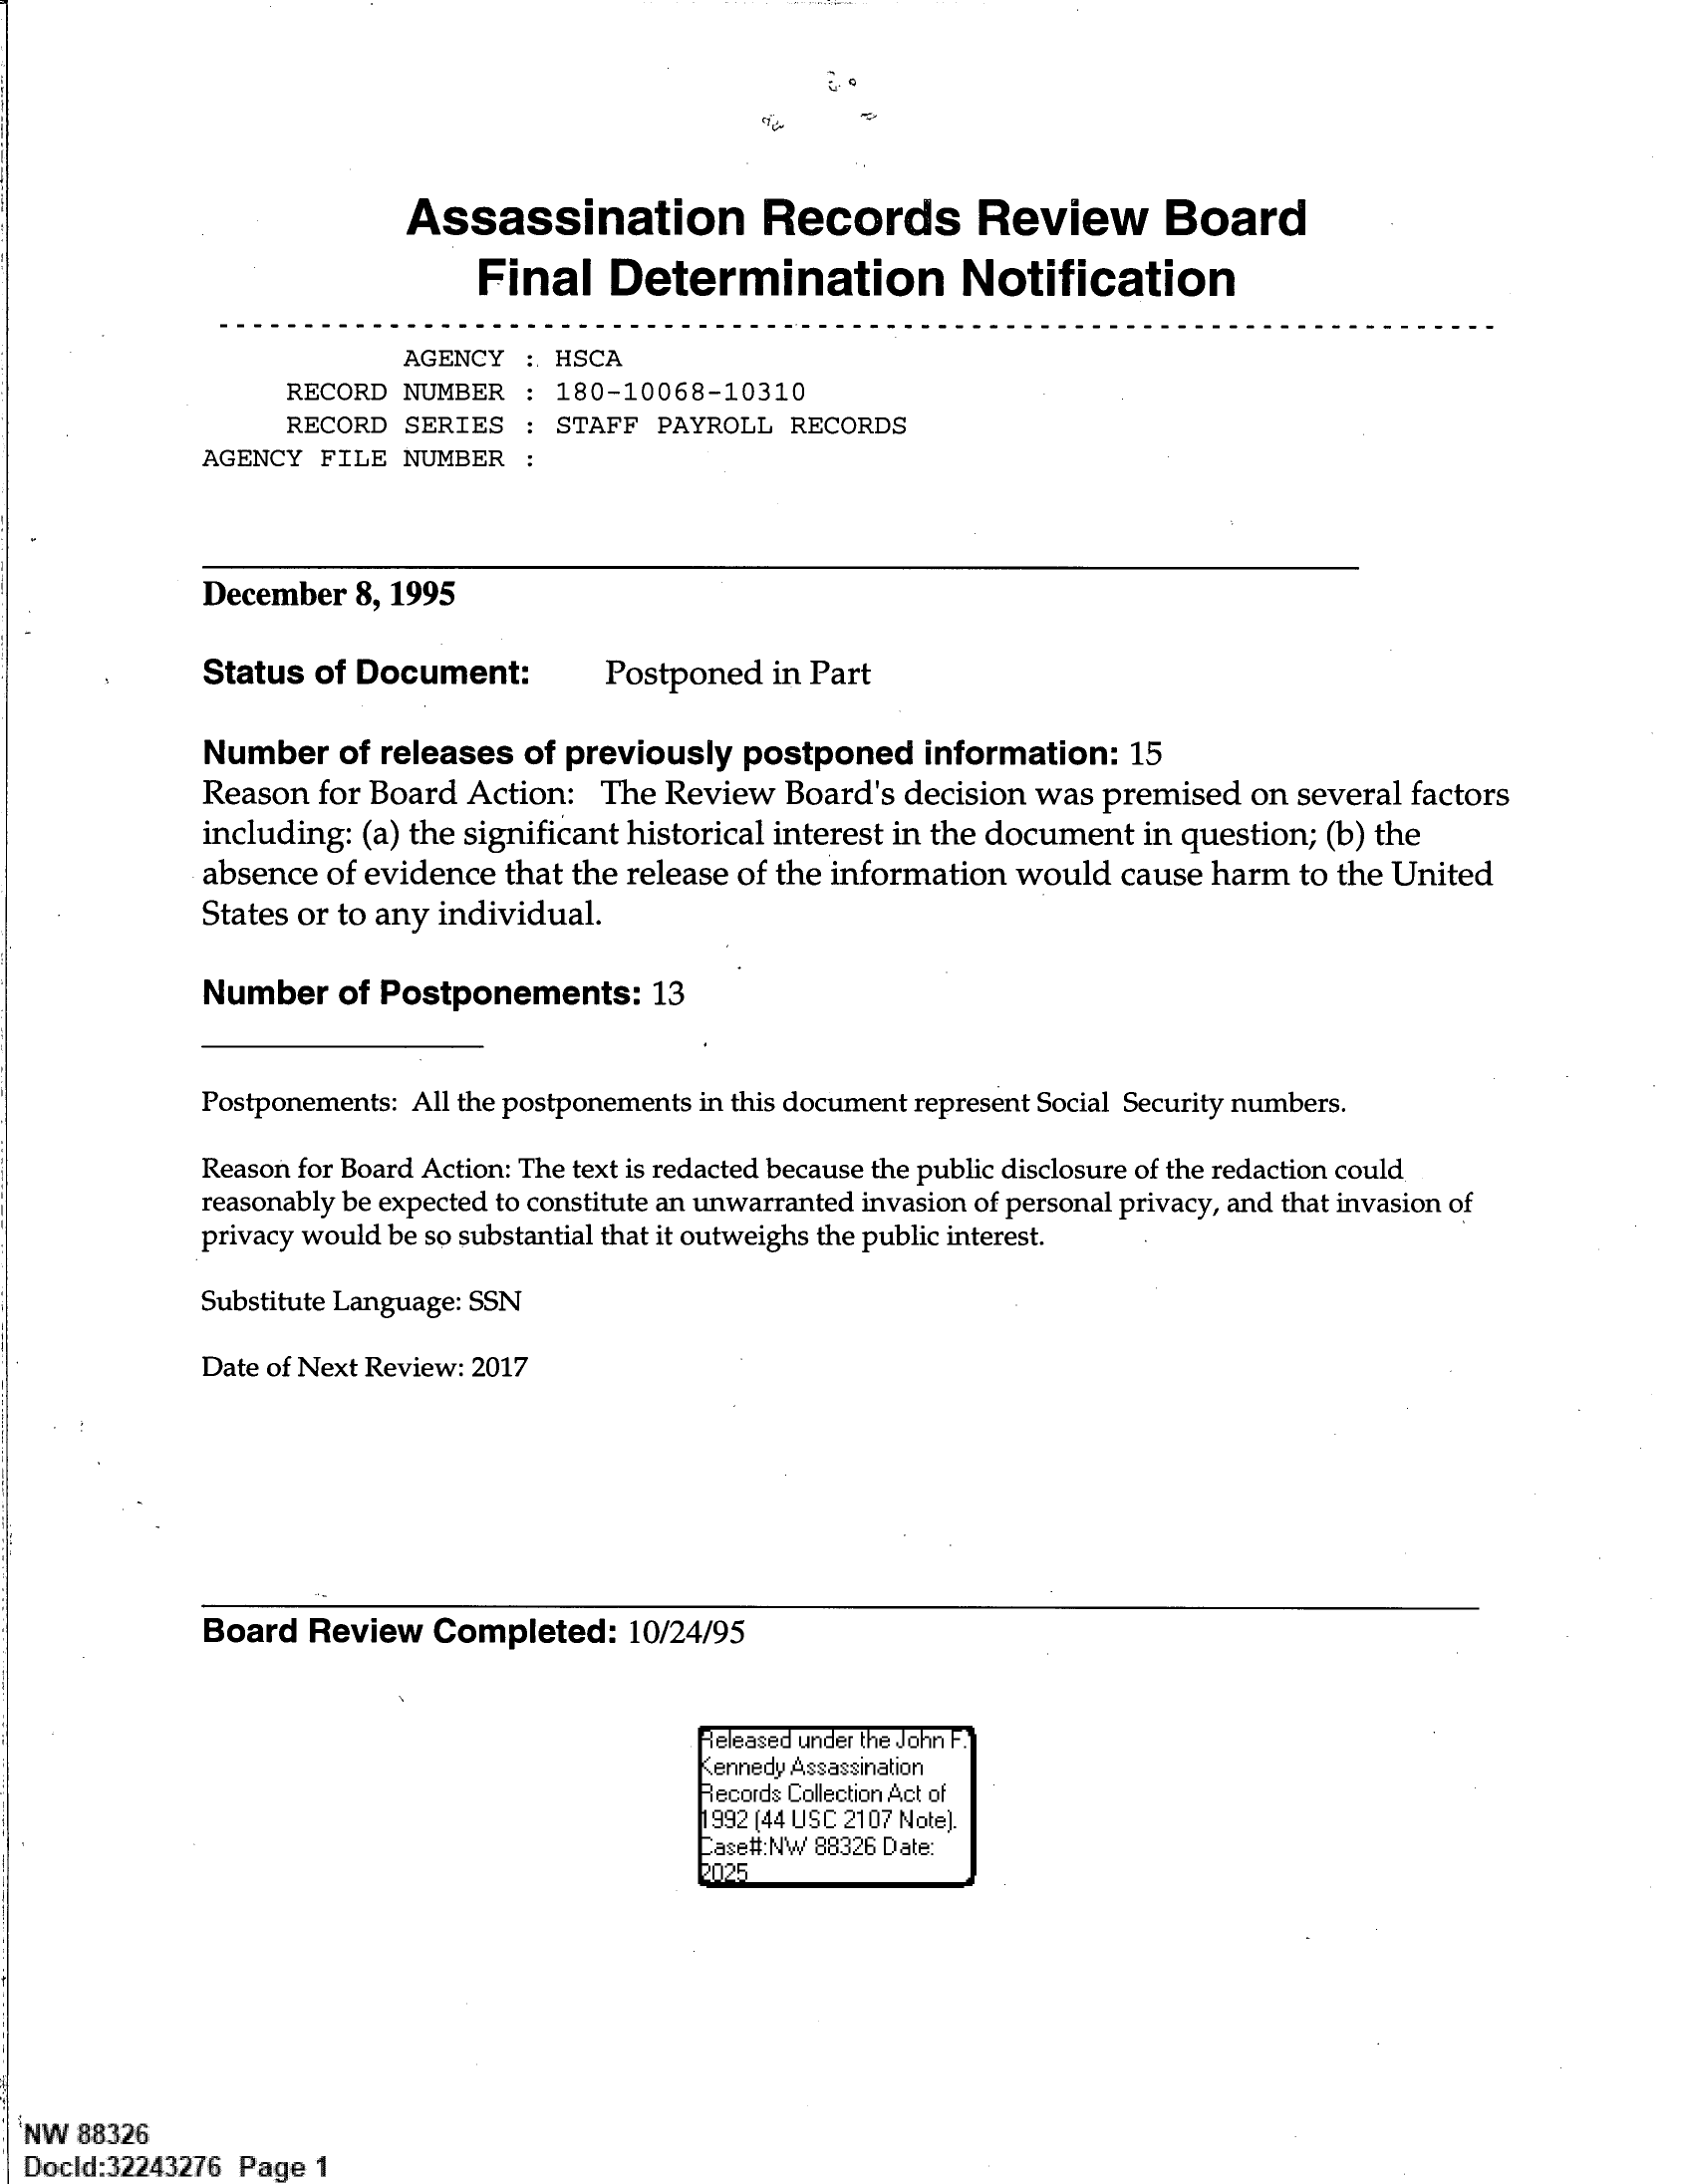 Assassination Records Review Board
Final Determination Notification
AGENCY : HSCA
RECORD NUMBER : 180-10068-10310
RECORD SERIES : STAFF PAYROLL RECORDS
AGENCY FILE NUMBER :
December 8, 1995
Status of Document: Postponed in Part
Number of releases of previously postponed information: 15
Reason for Board Action: The Review Board's decision was premised on several factors
including: (a) the significant historical interest in the document in question; (b) the
absence of evidence that the release of the information would cause harm to the United
States or to any individual.
Number of Postponements: 13
Postponements: All the postponements in this document represent Social Security numbers.
Reason for Board Action: The text is redacted because the public disclosure of the redaction could
reasonably be expected to constitute an unwarranted invasion of personal privacy, and that invasion of
privacy would be so substantial that it outweighs the public interest.
Substitute Language: SSN
Date of Next Review: 2017
Board Review Completed: 10/24/95
Released under the John F.
Kennedy Assassination
Records Collection Act of
1992 (44 USC 2107 Note).
Case#:NW 88326 Date:
2025
NW 88326
DocId:32243276 Page 1